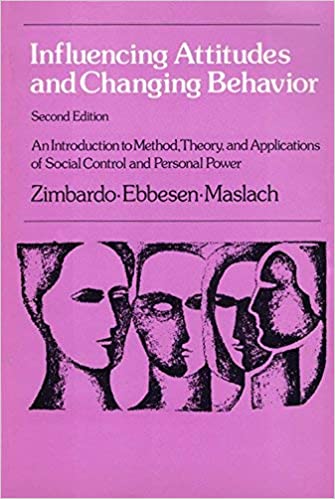 Influencing Attitudes
and Changing Behavior
Second Edition
An Introduction to Method, Theory, and Applications
of Social Control and Personal Power
Zimbardo·Ebbesen·Maslach